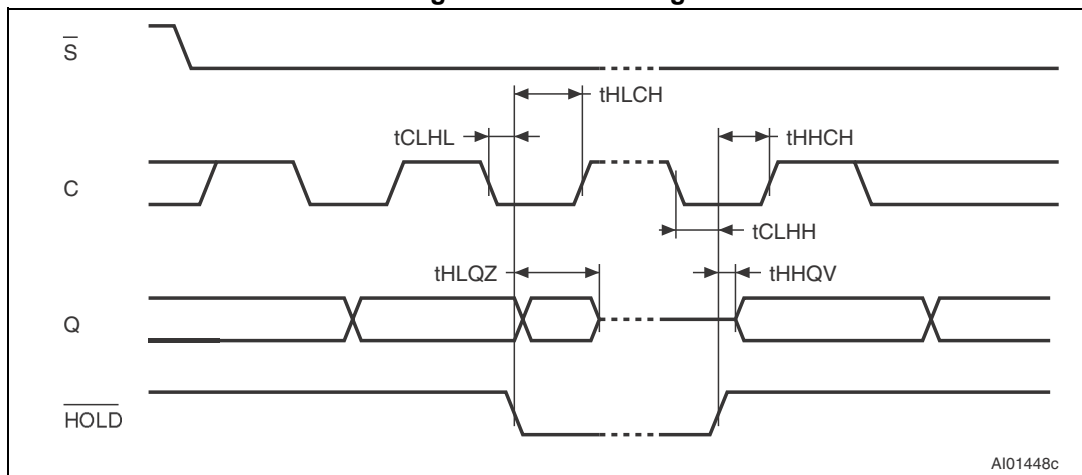 S
tHLCH
tCLHL
tHHCH
C
tCLHH
tHLQZ
tHHQV
Q
HOLD
AI01448c